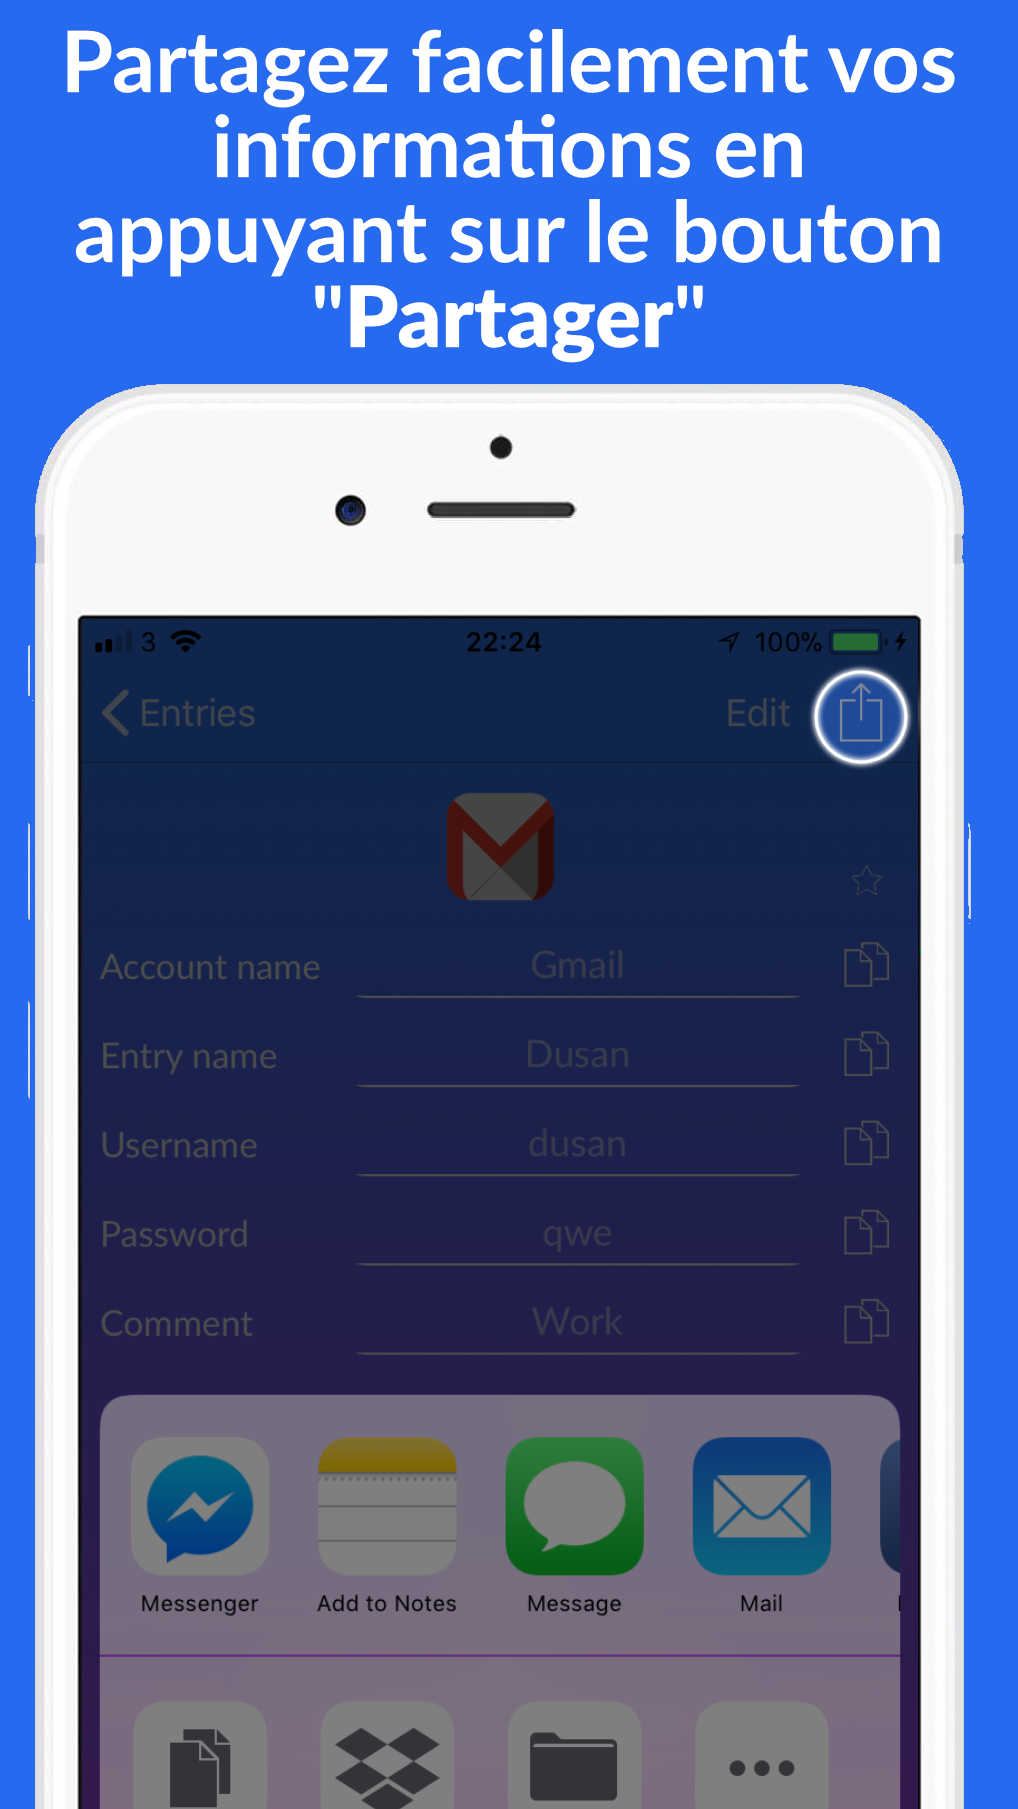 Partagez facilement vos
informations en
appuyant sur le bouton
"Partager"
3 22:24 100%
Entries Edit
Account name Gmail
Entry name Dusan
Username dusan
Password qwe
Comment Work
Messenger Add to Notes Message Mail